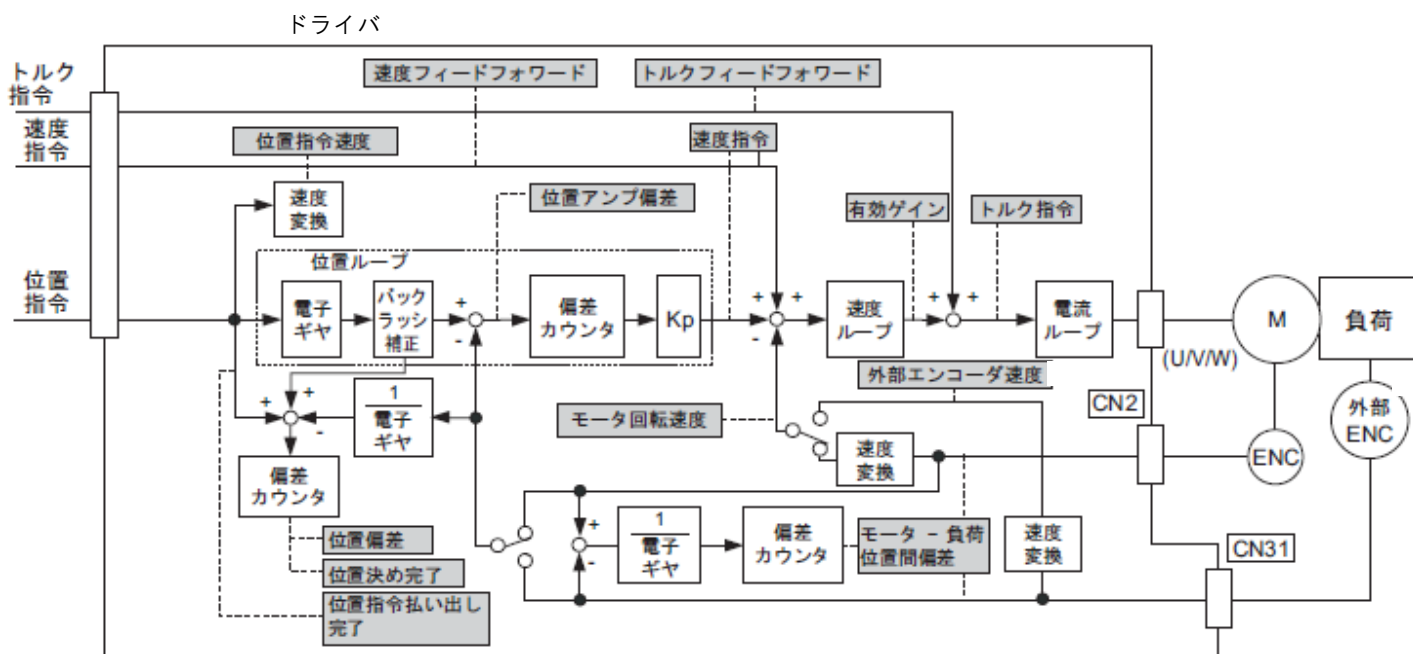 ドライバ
トルク
指令
速度フィードフォワード
トルクフィードフォワード
速度
指令
位置指令速度
速度指令
速度
変換
位置アンプ偏差
有効ゲイン
トルク指令
位置ループ
位置
指令
電子
ギヤ
バック
ラッシ
補正
+
-
偏差
カウンタ
Kp
+
+
-
速度
ループ
+
+
電流
ループ
(U/V/W)
M
負荷
外部エンコーダ速度
CN2
+
+
-
1
電子
ギヤ
モータ回転速度
外部
ENC
速度
変換
ENC
偏差
カウンタ
+
-
1
電子
ギヤ
偏差
カウンタ
モータ - 負荷
位置間偏差
速度
変換
CN31
位置偏差
位置決め完了
位置指令払い出し
完了